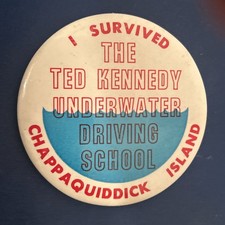 I SURVIVED
THE
TED KENNEDY
UNDERWATER
DRIVING
SCHOOL
CHAPPAQUIDDICK ISLAND